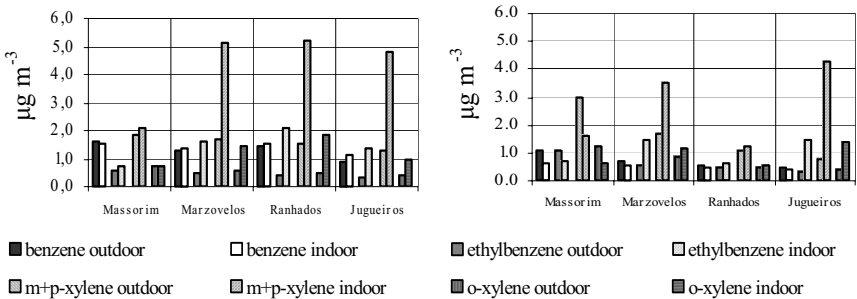 6,0
5,0
4,0
3,0
2,0
1,0
0,0
µg m-3
Massorim Marzovelos Ranhados Jugueiros
6.0
5.0
4.0
3.0
2.0
1.0
0.0
µg m-3
Massorim Marzovelos Ranhados Jugueiros
benzene outdoor benzene indoor ethylbenzene outdoor ethylbenzene indoor
m+p-xylene outdoor m+p-xylene indoor o-xylene outdoor o-xylene indoor